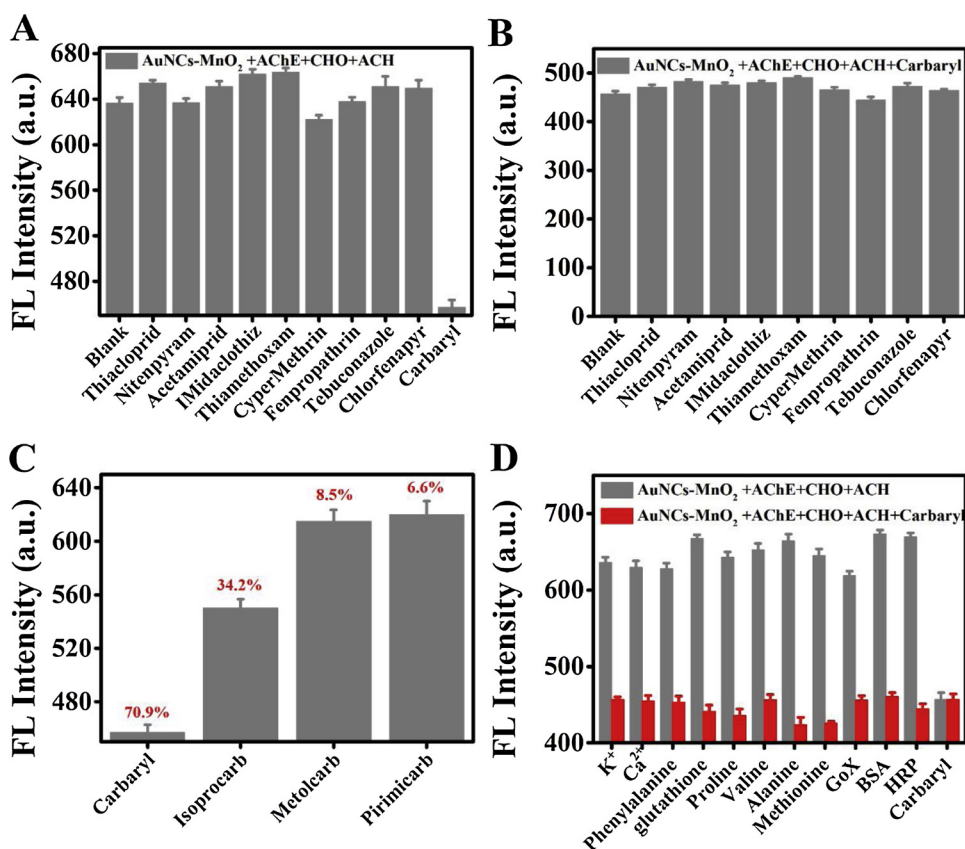 A
FL Intensity (a.u.)
680
640
600
560
520
480
AuNCs-MnO₂ +AChE+CHO+ACH
Blank
Thiacloprid
Nitenpyram
Acetamiprid
IMidaclothiz
Thiamethoxam
CyperMethrin
Fenpropathrin
Tebuconazole
Chlorfenapyr
Carbaryl
B
FL Intensity (a.u.)
500
400
300
200
100
0
AuNCs-MnO₂ +AChE+CHO+ACH+Carbaryl
Blank
Thiacloprid
Nitenpyram
Acetamiprid
IMidaclothiz
Thiamethoxam
CyperMethrin
Fenpropathrin
Tebuconazole
Chlorfenapyr
C
FL Intensity (a.u.)
640
600
560
520
480
70.9%
34.2%
8.5%
6.6%
Carbaryl
Isoprocarb
Metolcarb
Pirimicarb
D
FL Intensity (a.u.)
700
600
500
400
AuNCs-MnO₂ +AChE+CHO+ACH
AuNCs-MnO₂ +AChE+CHO+ACH+Carbaryl
K⁺
Ca²⁺
Phenylalanine
glutathione
Proline
Valine
Alanine
Methionine
GoX
BSA
HRP
Carbaryl